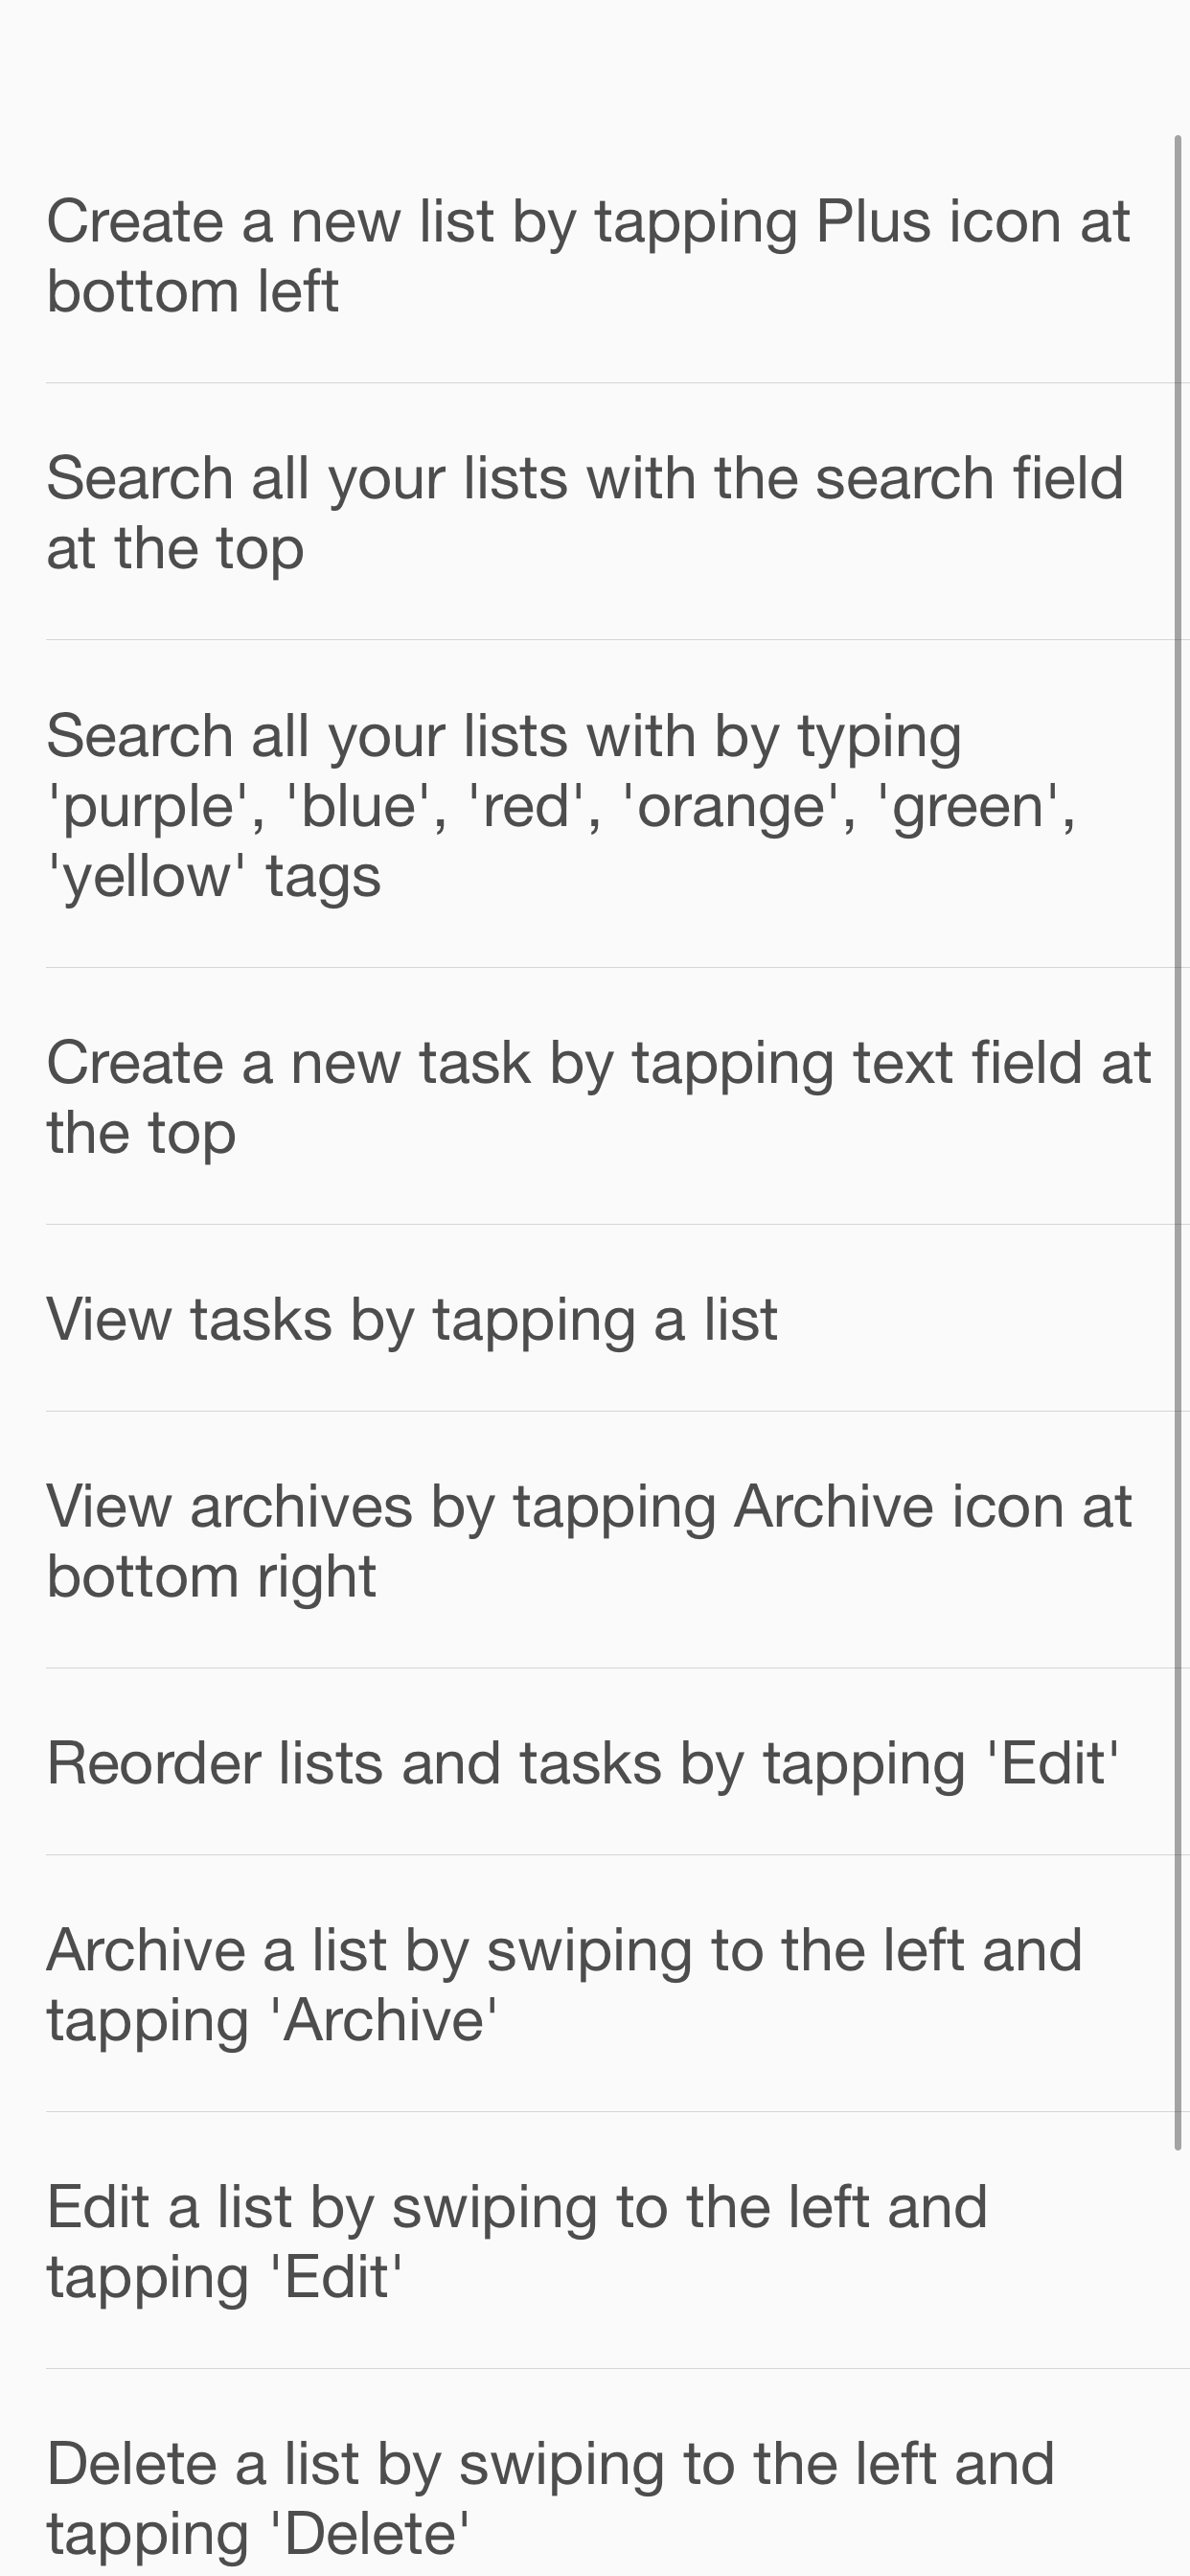 Create a new list by tapping Plus icon at
bottom left
Search all your lists with the search field
at the top
Search all your lists with by typing
'purple', 'blue', 'red', 'orange', 'green',
'yellow' tags
Create a new task by tapping text field at
the top
View tasks by tapping a list
View archives by tapping Archive icon at
bottom right
Reorder lists and tasks by tapping 'Edit'
Archive a list by swiping to the left and
tapping 'Archive'
Edit a list by swiping to the left and
tapping 'Edit'
Delete a list by swiping to the left and
tapping 'Delete'